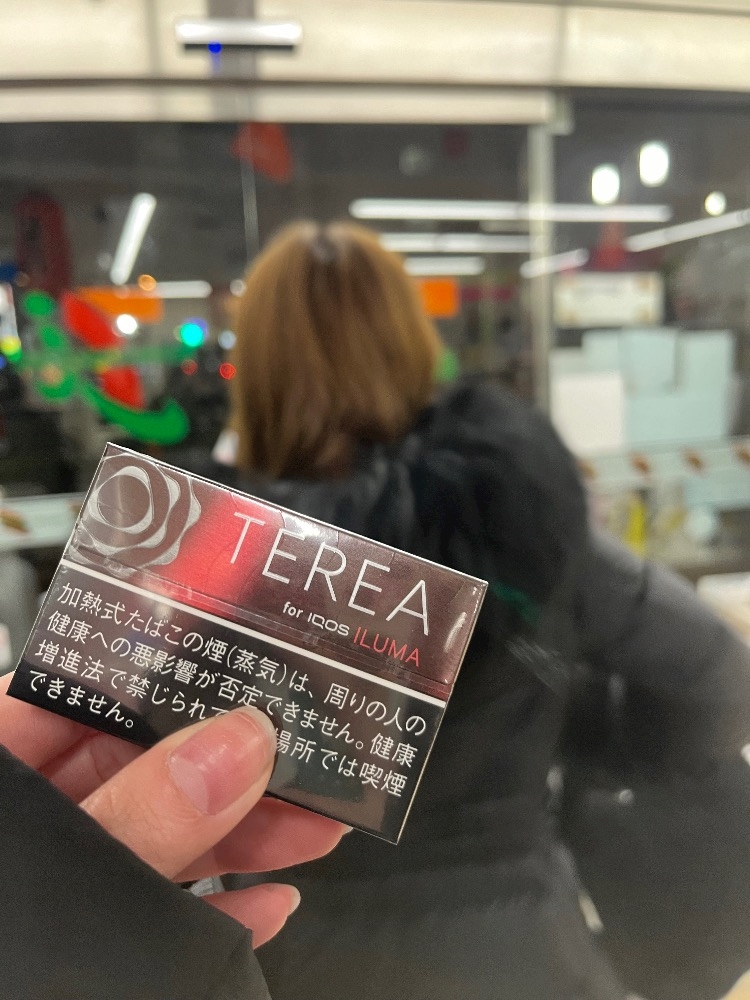 TEREA
for IQOS ILUMA
加熱式たばこの煙(蒸気)は、周りの人の
健康への悪影響が否定できません。健康
増進法で禁じられ 場所では喫煙
できません。